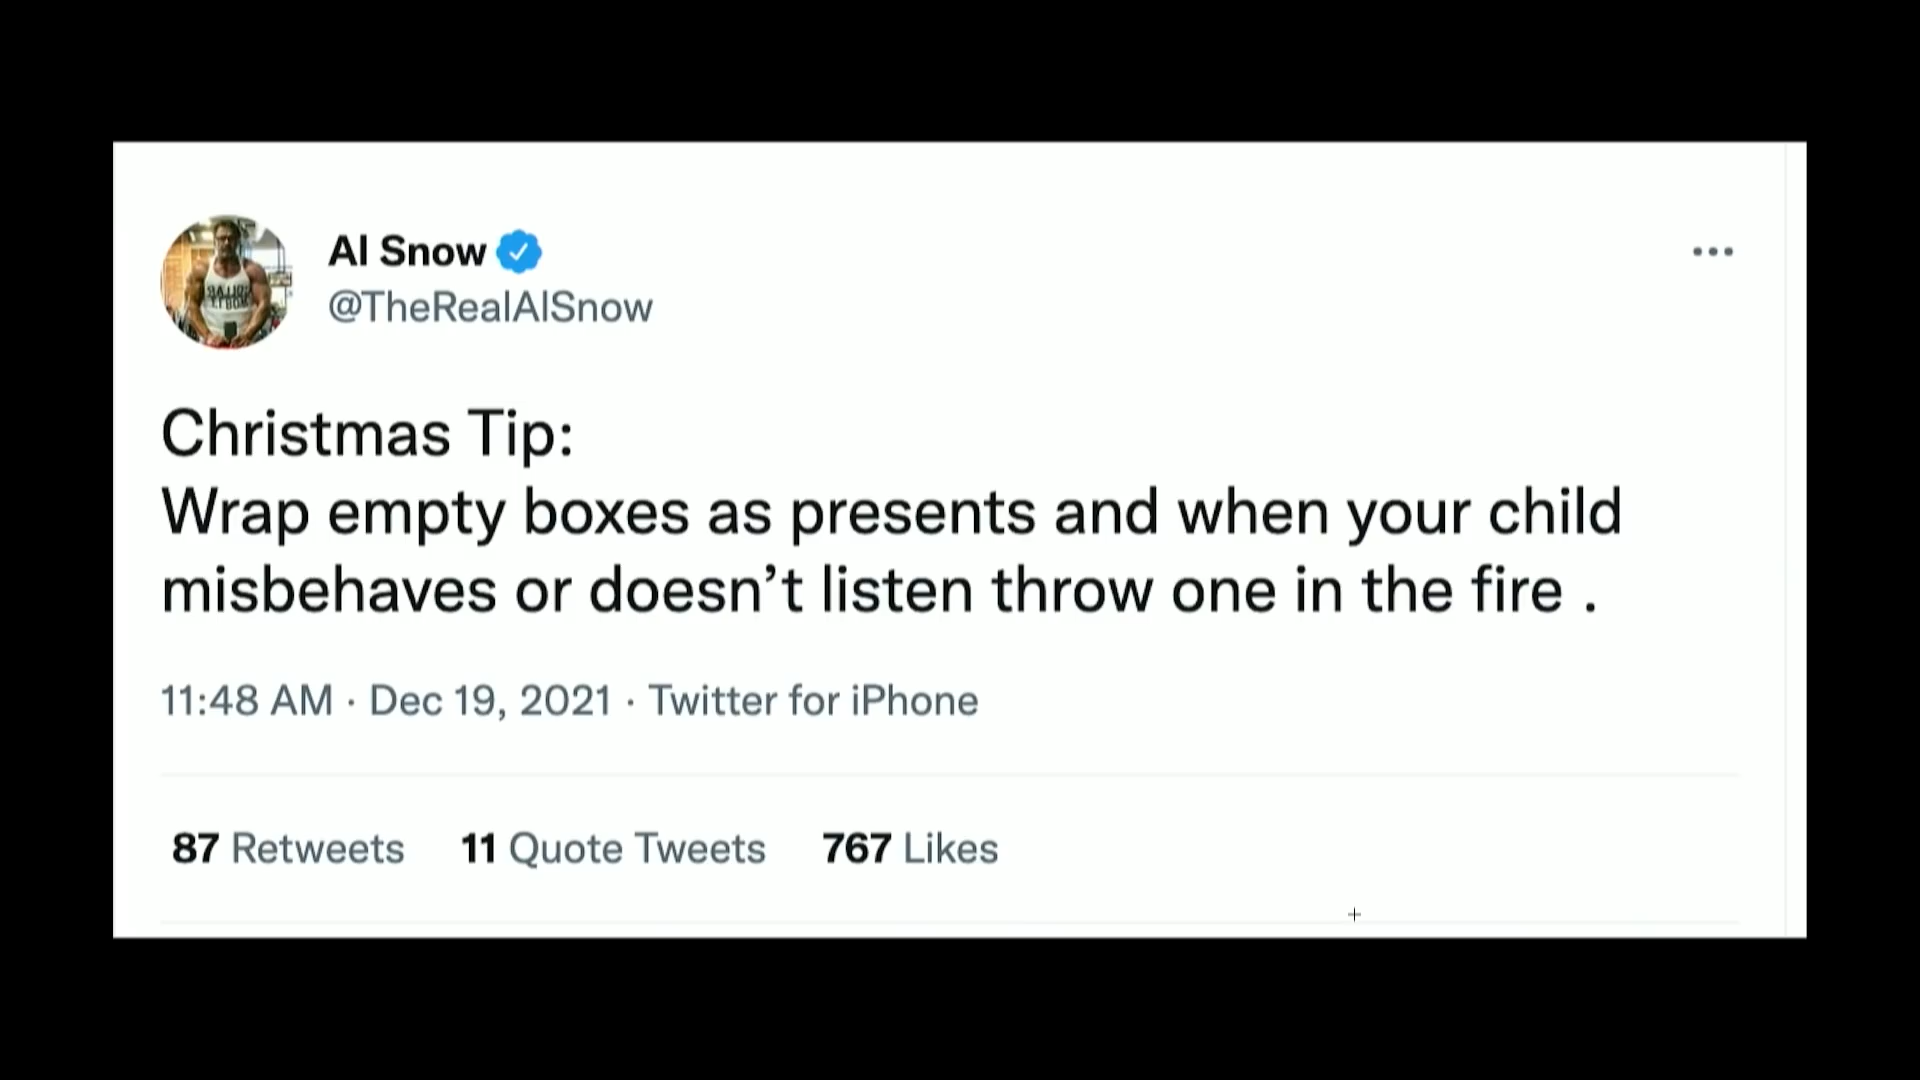 Al Snow
@TheRealAlSnow
Christmas Tip:
Wrap empty boxes as presents and when your child
misbehaves or doesn’t listen throw one in the fire .
11:48 AM · Dec 19, 2021 · Twitter for iPhone
87 Retweets 11 Quote Tweets 767 Likes